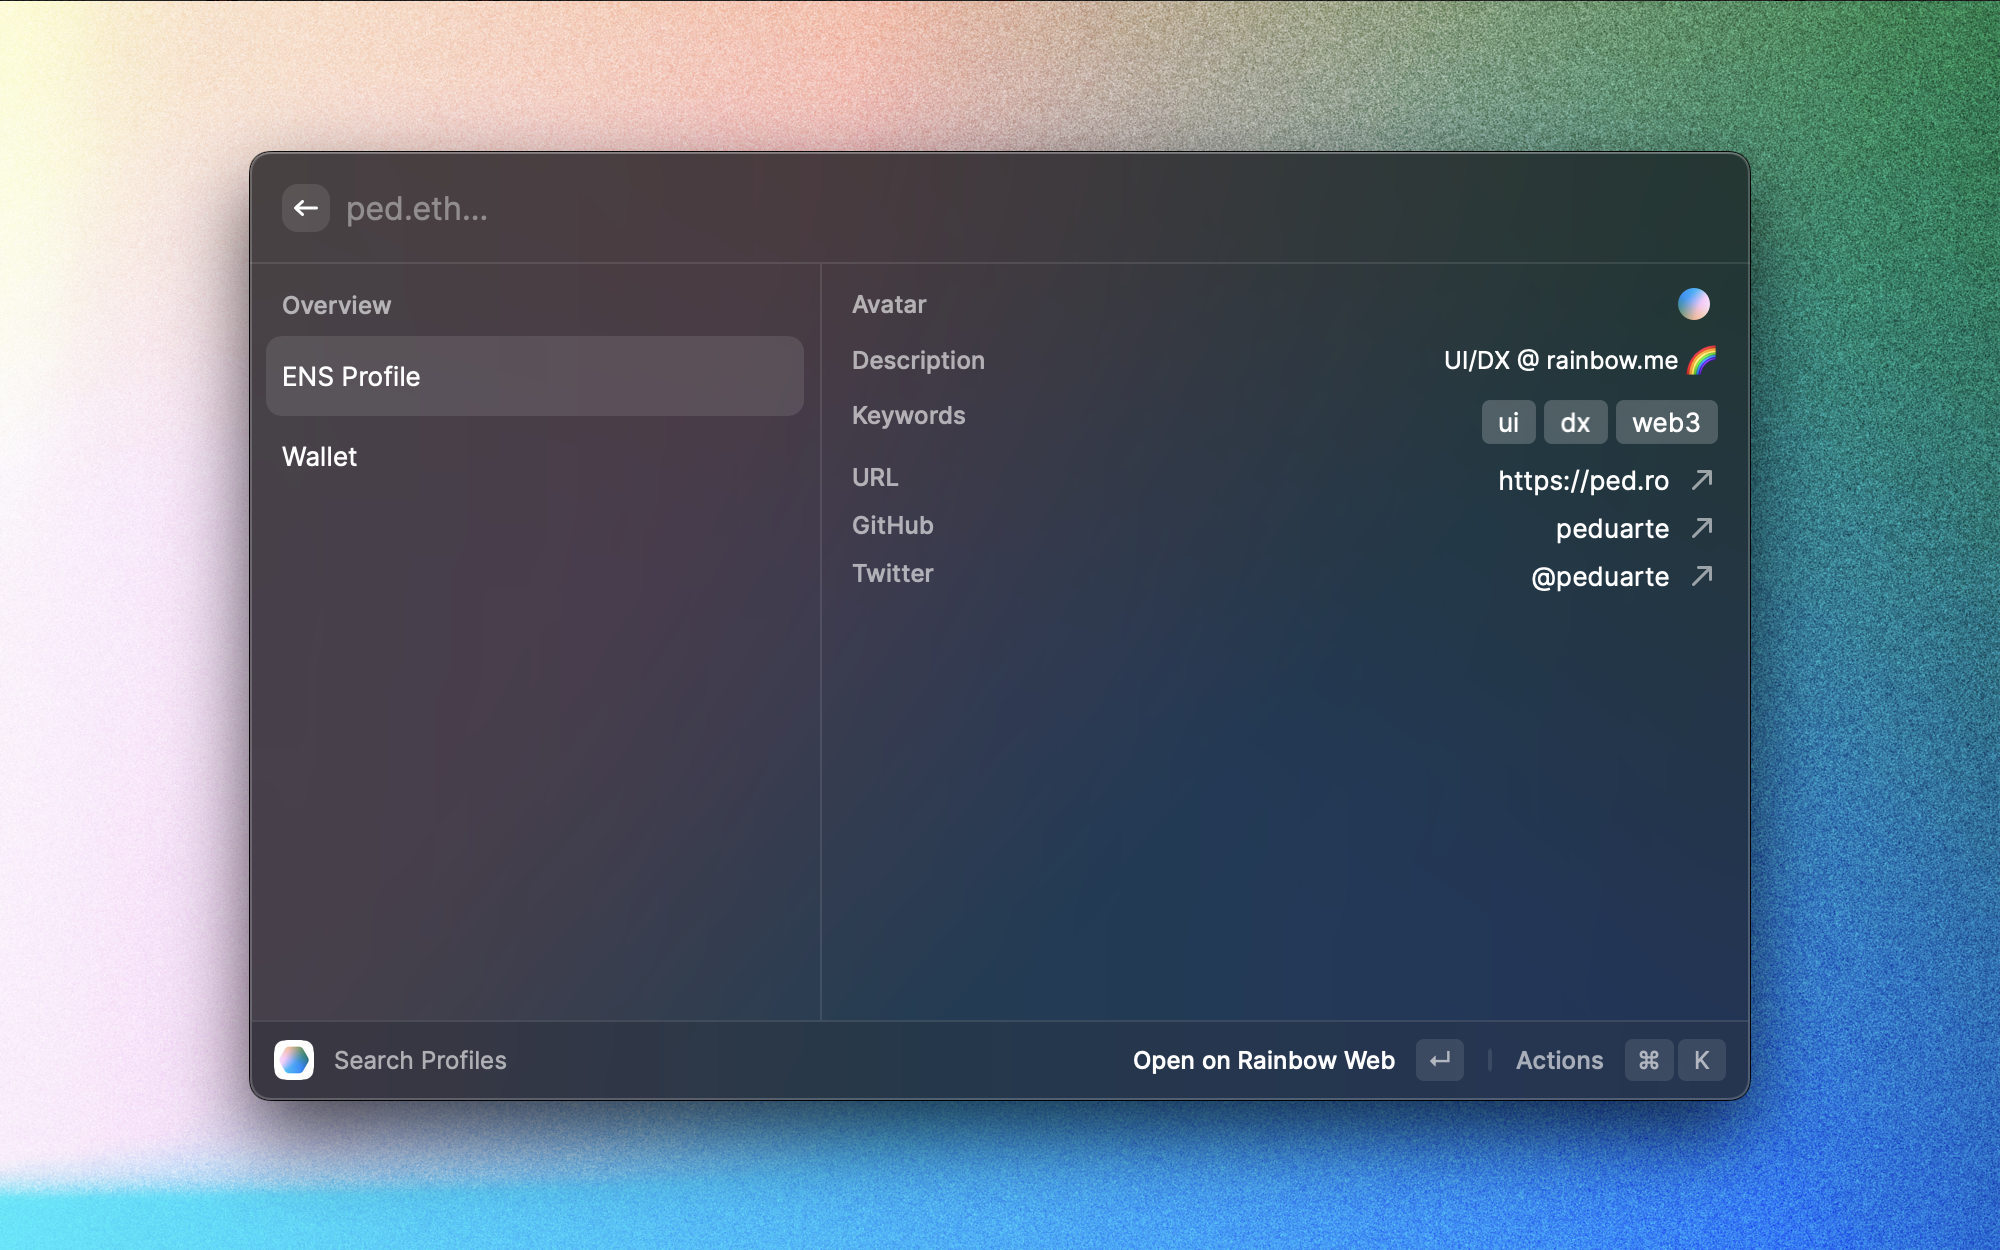 ped.eth...
Overview
ENS Profile
Wallet
Avatar
Description UI/DX @ rainbow.me 🌈
Keywords ui dx web3
URL https://ped.ro ↗
GitHub peduarte ↗
Twitter @peduarte ↗
Search Profiles Open on Rainbow Web ↵ | Actions ⌘ K